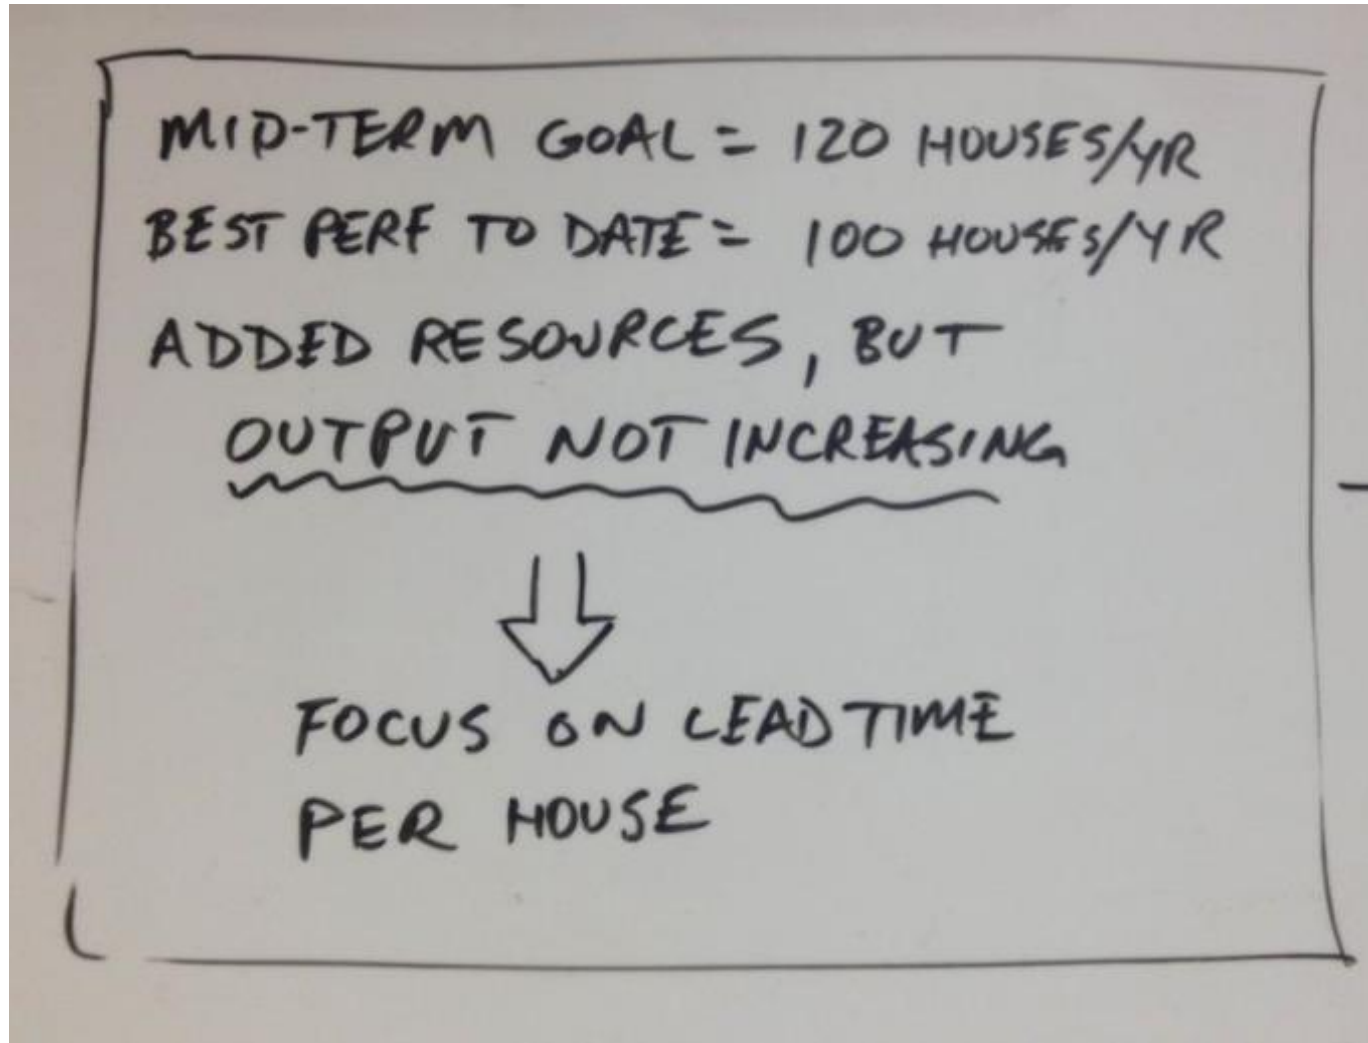 MID-TERM GOAL = 120 HOUSES/YR
BEST PERF TO DATE = 100 HOUSES/YR
ADDED RESOURCES, BUT
OUTPUT NOT INCREASING
FOCUS ON LEAD TIME
PER HOUSE